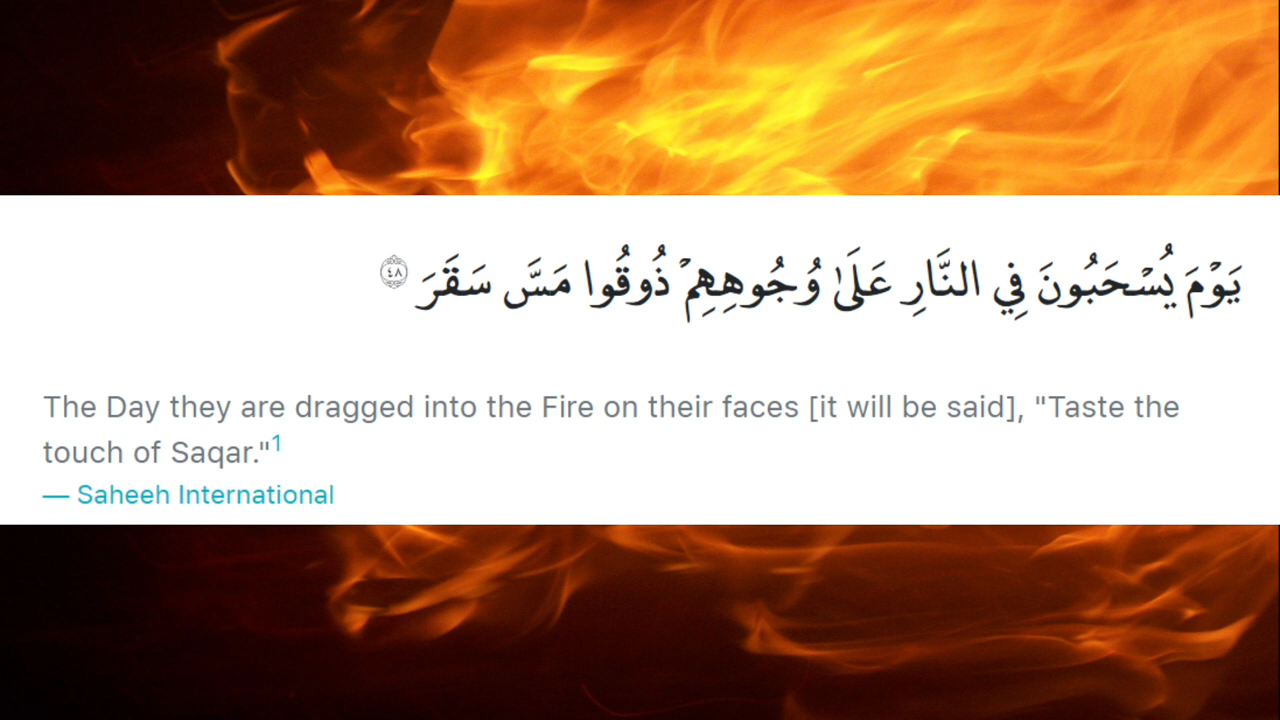 يَوْمَ يُسْحَبُونَ فِي النَّارِ عَلَىٰ وُجُوهِهِمْ ذُوقُوا مَسَّ سَقَرَ ٤٨
The Day they are dragged into the Fire on their faces [it will be said], "Taste the
touch of Saqar."1
— Saheeh International